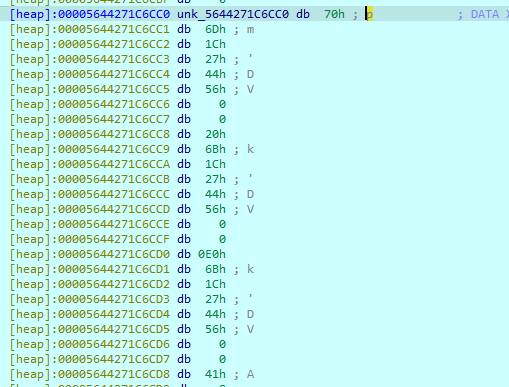 [heap]:00005644271C6CC0 unk_5644271C6CC0 db  70h ; p            ; DATA X
[heap]:00005644271C6CC1 db  6Dh ; m
[heap]:00005644271C6CC2 db  1Ch
[heap]:00005644271C6CC3 db  27h ; '
[heap]:00005644271C6CC4 db  44h ; D
[heap]:00005644271C6CC5 db  56h ; V
[heap]:00005644271C6CC6 db    0
[heap]:00005644271C6CC7 db    0
[heap]:00005644271C6CC8 db  20h
[heap]:00005644271C6CC9 db  6Bh ; k
[heap]:00005644271C6CCA db  1Ch
[heap]:00005644271C6CCB db  27h ; '
[heap]:00005644271C6CCC db  44h ; D
[heap]:00005644271C6CCD db  56h ; V
[heap]:00005644271C6CCE db    0
[heap]:00005644271C6CCF db    0
[heap]:00005644271C6CD0 db 0E0h
[heap]:00005644271C6CD1 db  6Bh ; k
[heap]:00005644271C6CD2 db  1Ch
[heap]:00005644271C6CD3 db  27h ; '
[heap]:00005644271C6CD4 db  44h ; D
[heap]:00005644271C6CD5 db  56h ; V
[heap]:00005644271C6CD6 db    0
[heap]:00005644271C6CD7 db    0
[heap]:00005644271C6CD8 db  41h ; A